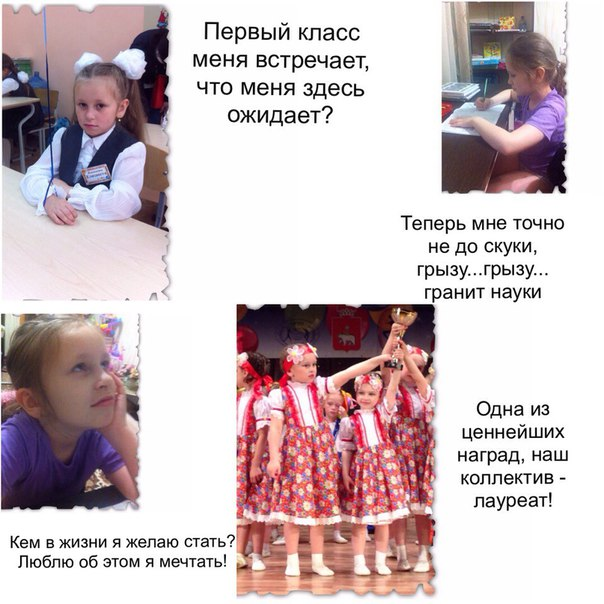 Первый класс
меня встречает,
что меня здесь
ожидает?
Теперь мне точно
не до скуки,
грызу...грызу...
гранит науки
Одна из
ценнейших
наград, наш
коллектив -
лауреат!
Кем в жизни я желаю стать?
Люблю об этом я мечтать!